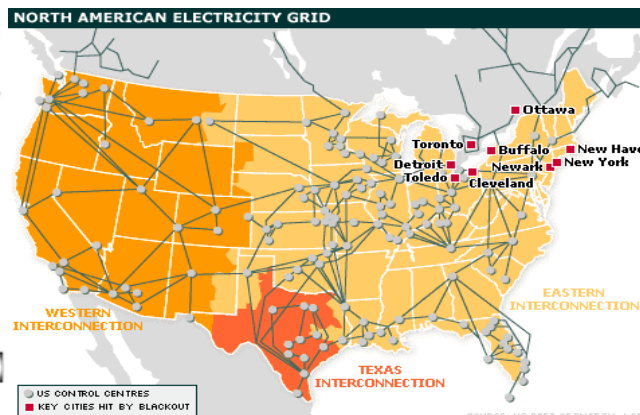 NORTH AMERICAN ELECTRICITY GRID
Ottawa
Toronto
Buffalo
New Have
Detroit
Newark
New York
Toledo
Cleveland
EASTERN
INTERCONNECTION
WESTERN
INTERCONNECTION
TEXAS
INTERCONNECTION
US CONTROL CENTRES
KEY CITIES HIT BY BLACKOUT